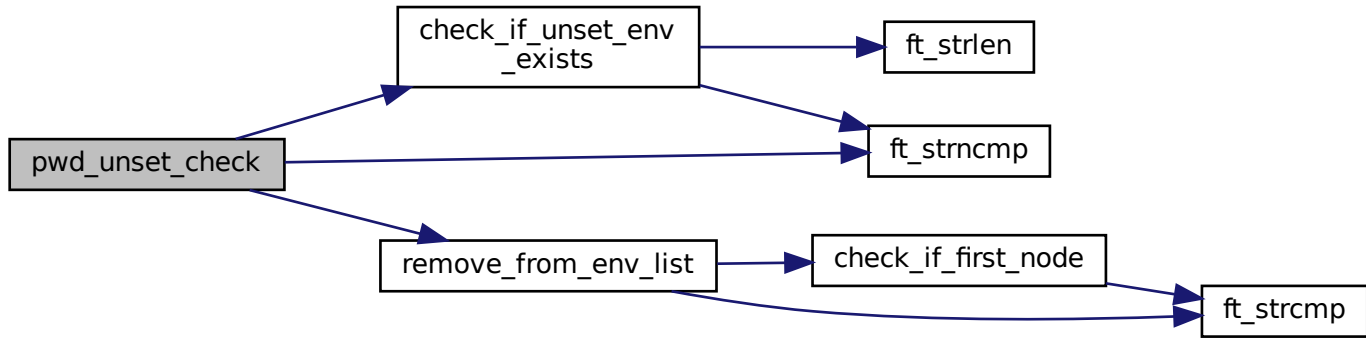 check_if_unset_env
_exists
ft_strlen
ft_strncmp
pwd_unset_check
remove_from_env_list
check_if_first_node
ft_strcmp